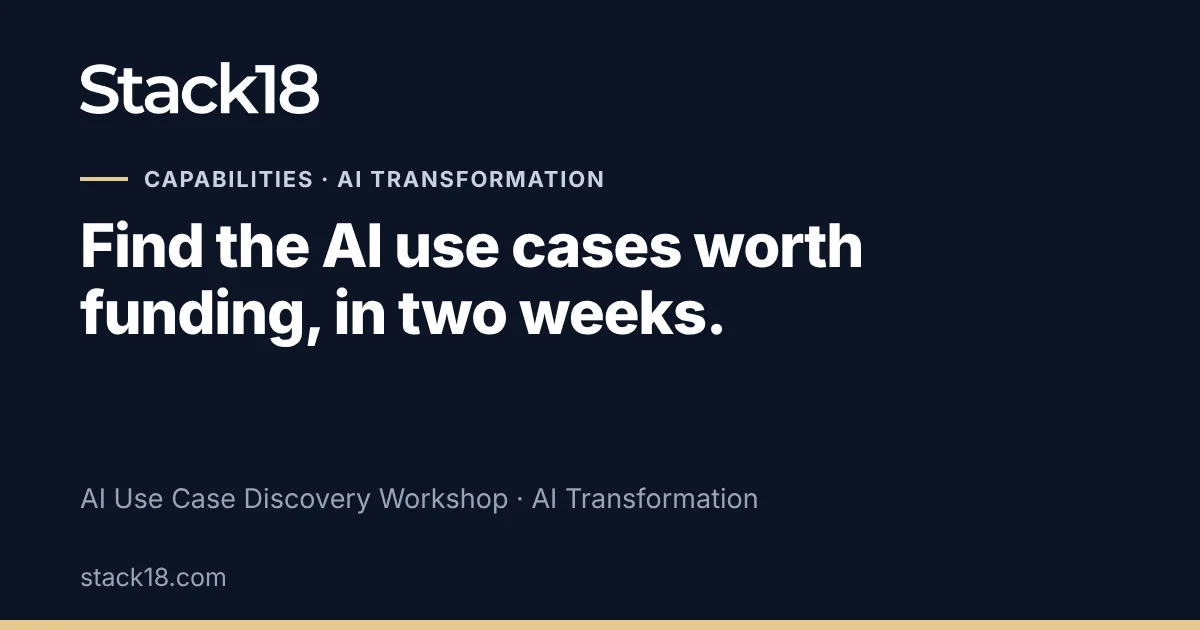 Stack18
CAPABILITIES · AI TRANSFORMATION
Find the AI use cases worth
funding, in two weeks.
AI Use Case Discovery Workshop · AI Transformation
stack18.com